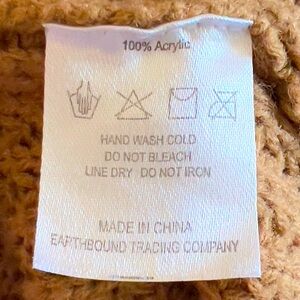 100% Acrylic
HAND WASH COLD
DO NOT BLEACH
LINE DRY DO NOT IRON
MADE IN CHINA
EARTHBOUND TRADING COMPANY